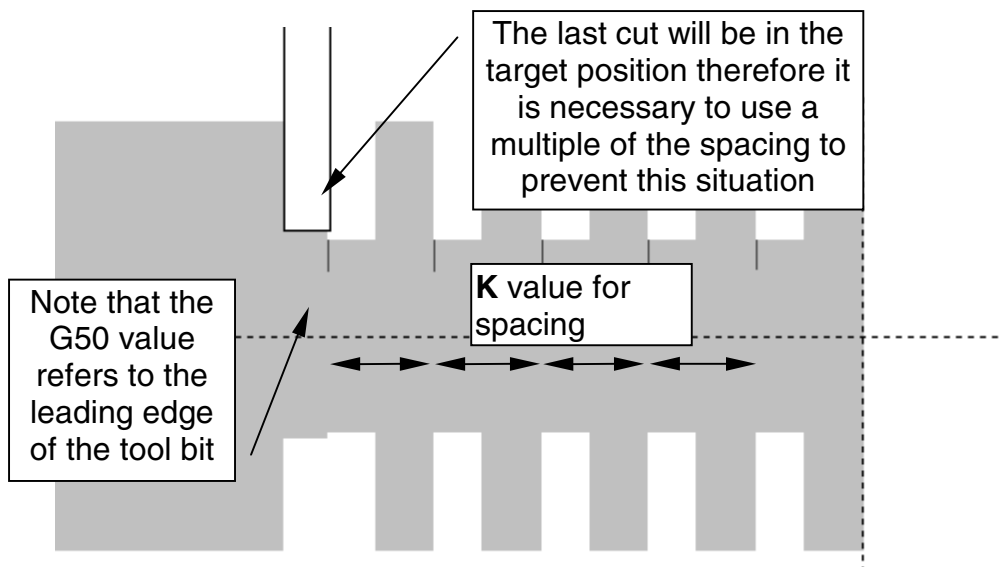 The last cut will be in the
target position therefore it
is necessary to use a
multiple of the spacing to
prevent this situation
K value for
spacing
Note that the
G50 value
refers to the
leading edge
of the tool bit